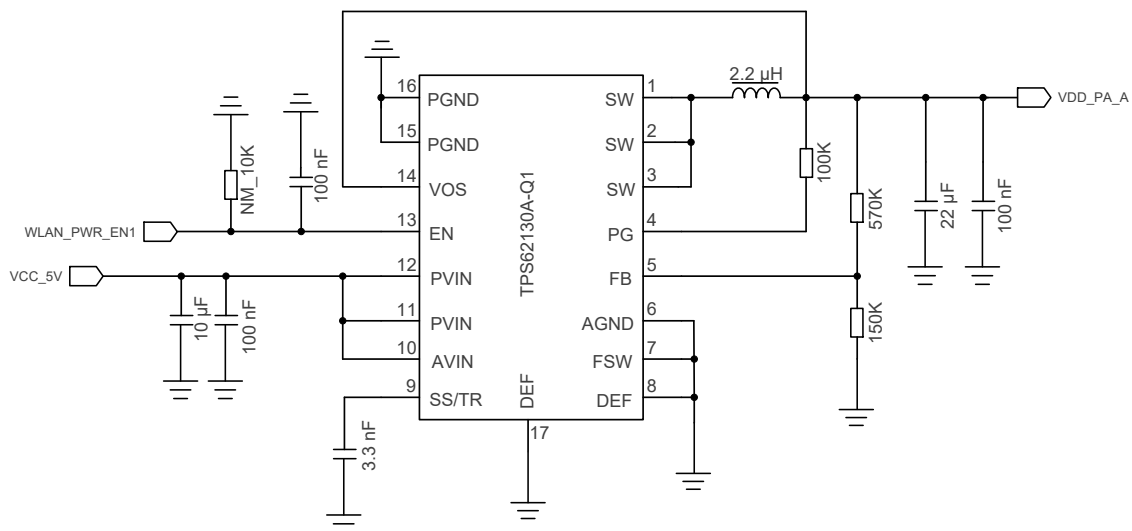 2.2 µH
VDD_PA_A
16
PGND
SW
1
15
PGND
SW
2
14
VOS
SW
3
13
EN
PG
4
12
PVIN
FB
5
11
PVIN
AGND
6
10
AVIN
FSW
7
9
SS/TR
DEF
8
DEF
17
TPS62130A-Q1
NM_10K
100 nF
WLAN_PWR_EN1
VCC_5V
10 µF
100 nF
3.3 nF
100K
570K
150K
22 µF
100 nF